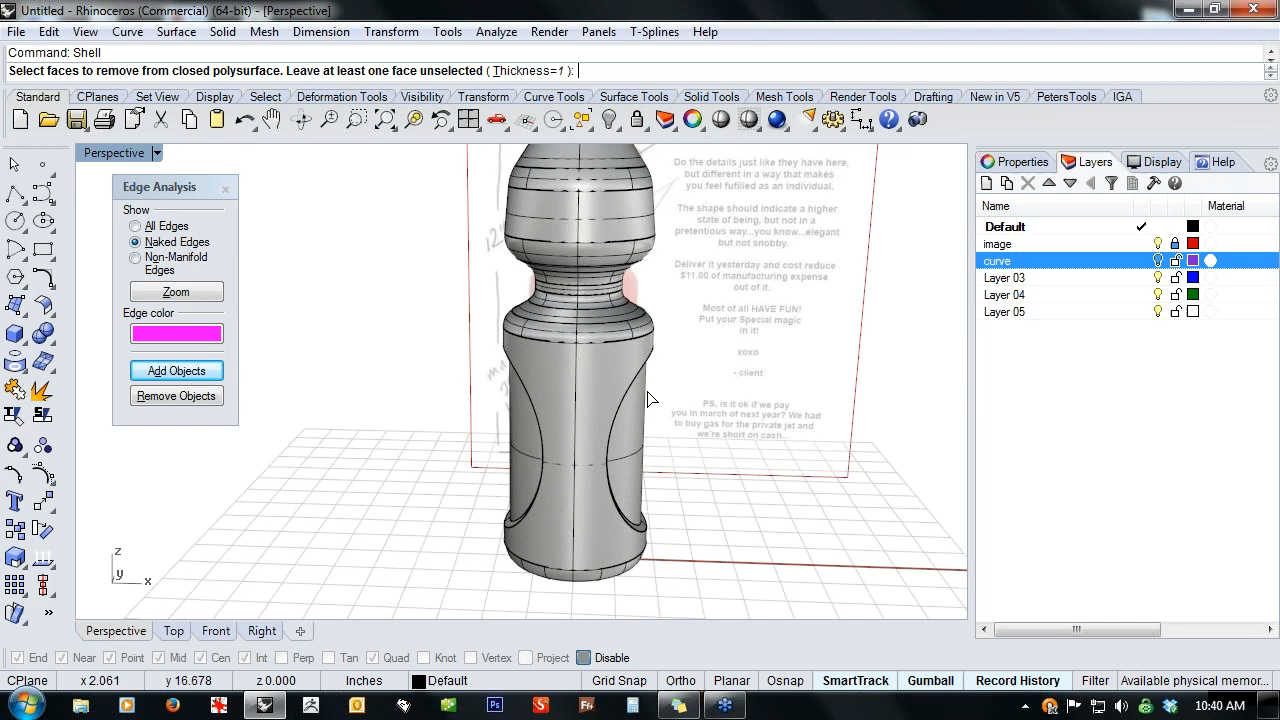 Untitled - Rhinoceros (Commercial) (64-bit) - [Perspective]
File Edit View Curve Surface Solid Mesh Dimension Transform Tools Analyze Render Panels T-Splines Help
Command: Shell
Select faces to remove from closed polysurface. Leave at least one face unselected ( Thickness=1 ):
Standard CPlanes Set View Display Select Deformation Tools Visibility Transform Curve Tools Surface Tools Solid Tools Mesh Tools Render Tools Drafting New in V5 PetersTools IGA
Perspective
Properties Layers Display Help
Edge Analysis
Show
All Edges
Naked Edges
Non-Manifold
Edges
Zoom
Edge color
Add Objects
Remove Objects
Do the details just like they have here,
but different in a way that makes
you feel fufilled as an individual.
The shape should indicate a higher
state of being, but not in a
pretentious way...you know...elegant
but not snobby.
Deliver it yesterday and cost reduce
$11.00 of manufacturing expense
out of it.
Most of all HAVE FUN!
Put your Special magic
in it!
xoxo
- client
PS, is it ok if we pay
you in march of next year? We had
to buy gas for the private jet and
we're short on cash...
Name Material
Default
image
curve
Layer 03
Layer 04
Layer 05
z
y x
Perspective Top Front Right
End Near Point Mid Cen Int Perp Tan Quad Knot Vertex Project Disable
CPlane x 2.061 y 16.678 z 0.000 Inches Default Grid Snap Ortho Planar Osnap SmartTrack Gumball Record History Filter Available physical memor...
10:40 AM